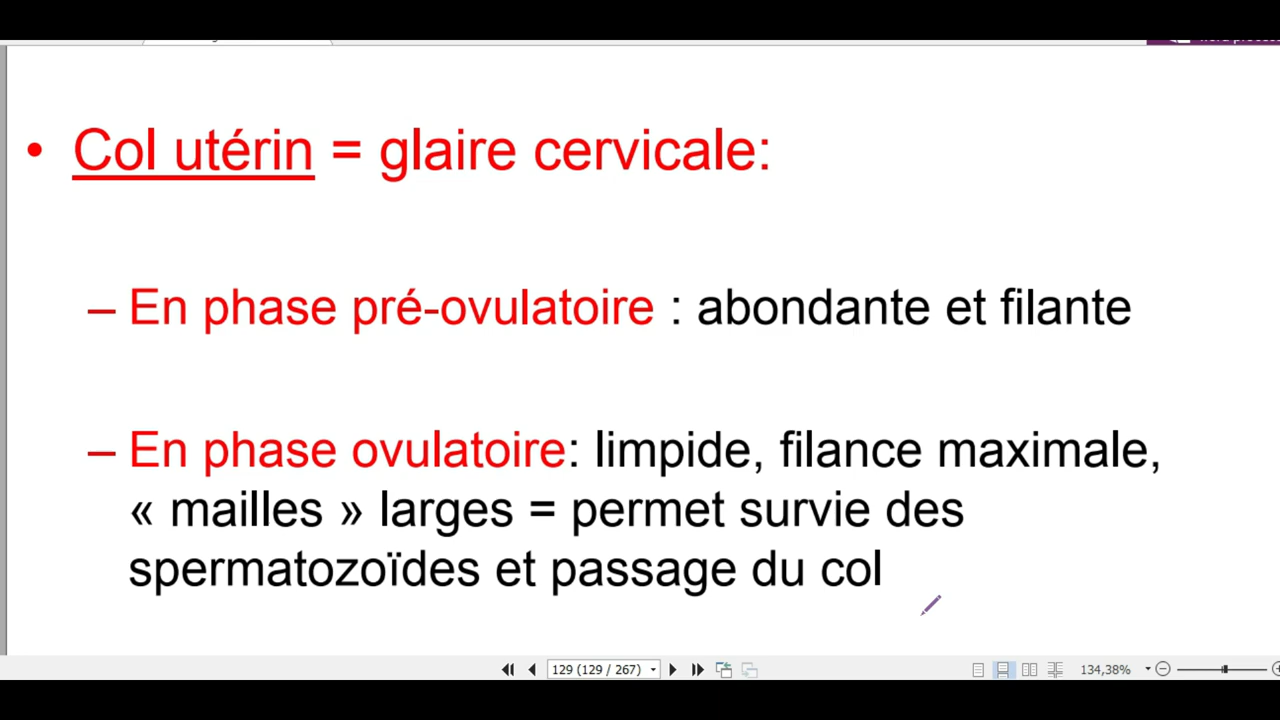 • Col utérin = glaire cervicale:
– En phase pré-ovulatoire : abondante et filante
– En phase ovulatoire: limpide, filance maximale,
« mailles » larges = permet survie des
spermatozoïdes et passage du col
129 (129 / 267)
134,38%